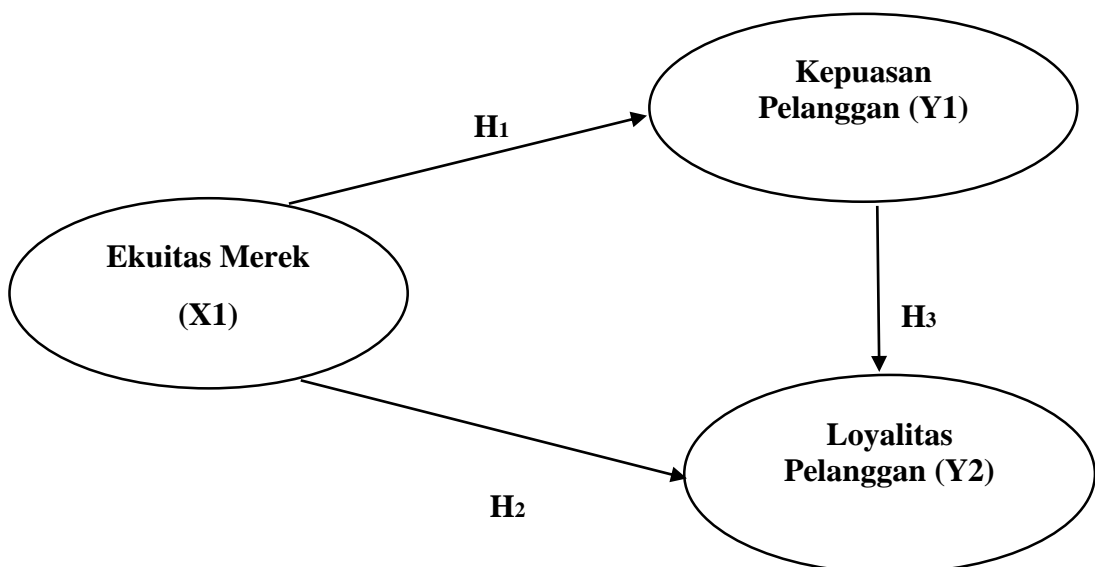 Kepuasan
Pelanggan (Y1)
H1
Ekuitas Merek
(X1)
H3
Loyalitas
Pelanggan (Y2)
H2